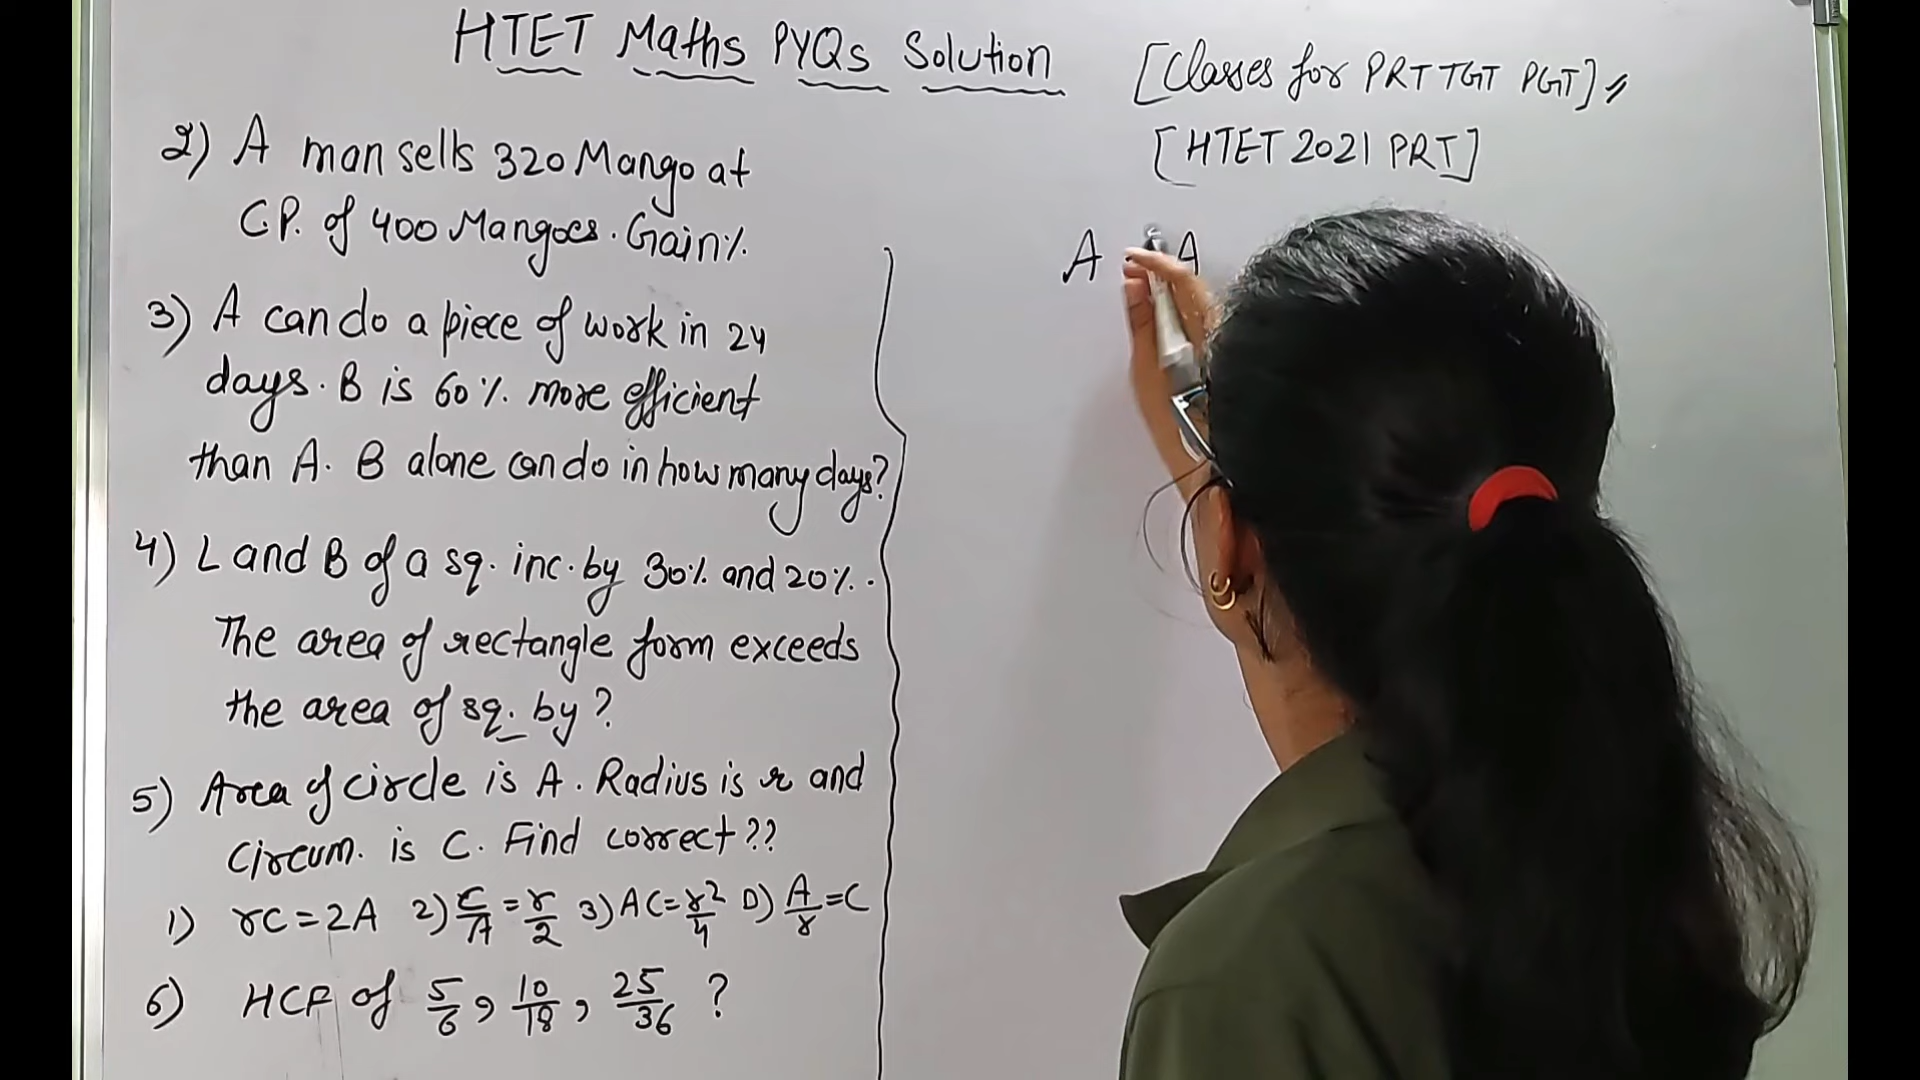 HTET Maths PYQs Solution
[Classes for PRT TGT PGT]
[HTET 2021 PRT]
2) A man sells 320 Mango at
C.P. of 400 Mangoes. Gain%.
3) A can do a piece of work in 24
days. B is 60% more efficient
than A. B alone can do in how many days?
4) L and B of a sq. inc. by 30% and 20%.
The area of rectangle form exceeds
the area of sq. by?
5) Area of circle is A. Radius is r and
Circum. is C. Find correct??
1) rC=2A 2) C/A=r/2 3) AC=r²/4 D) A/r=C
6) HCF of 5/6, 10/18, 25/36 ?
A A